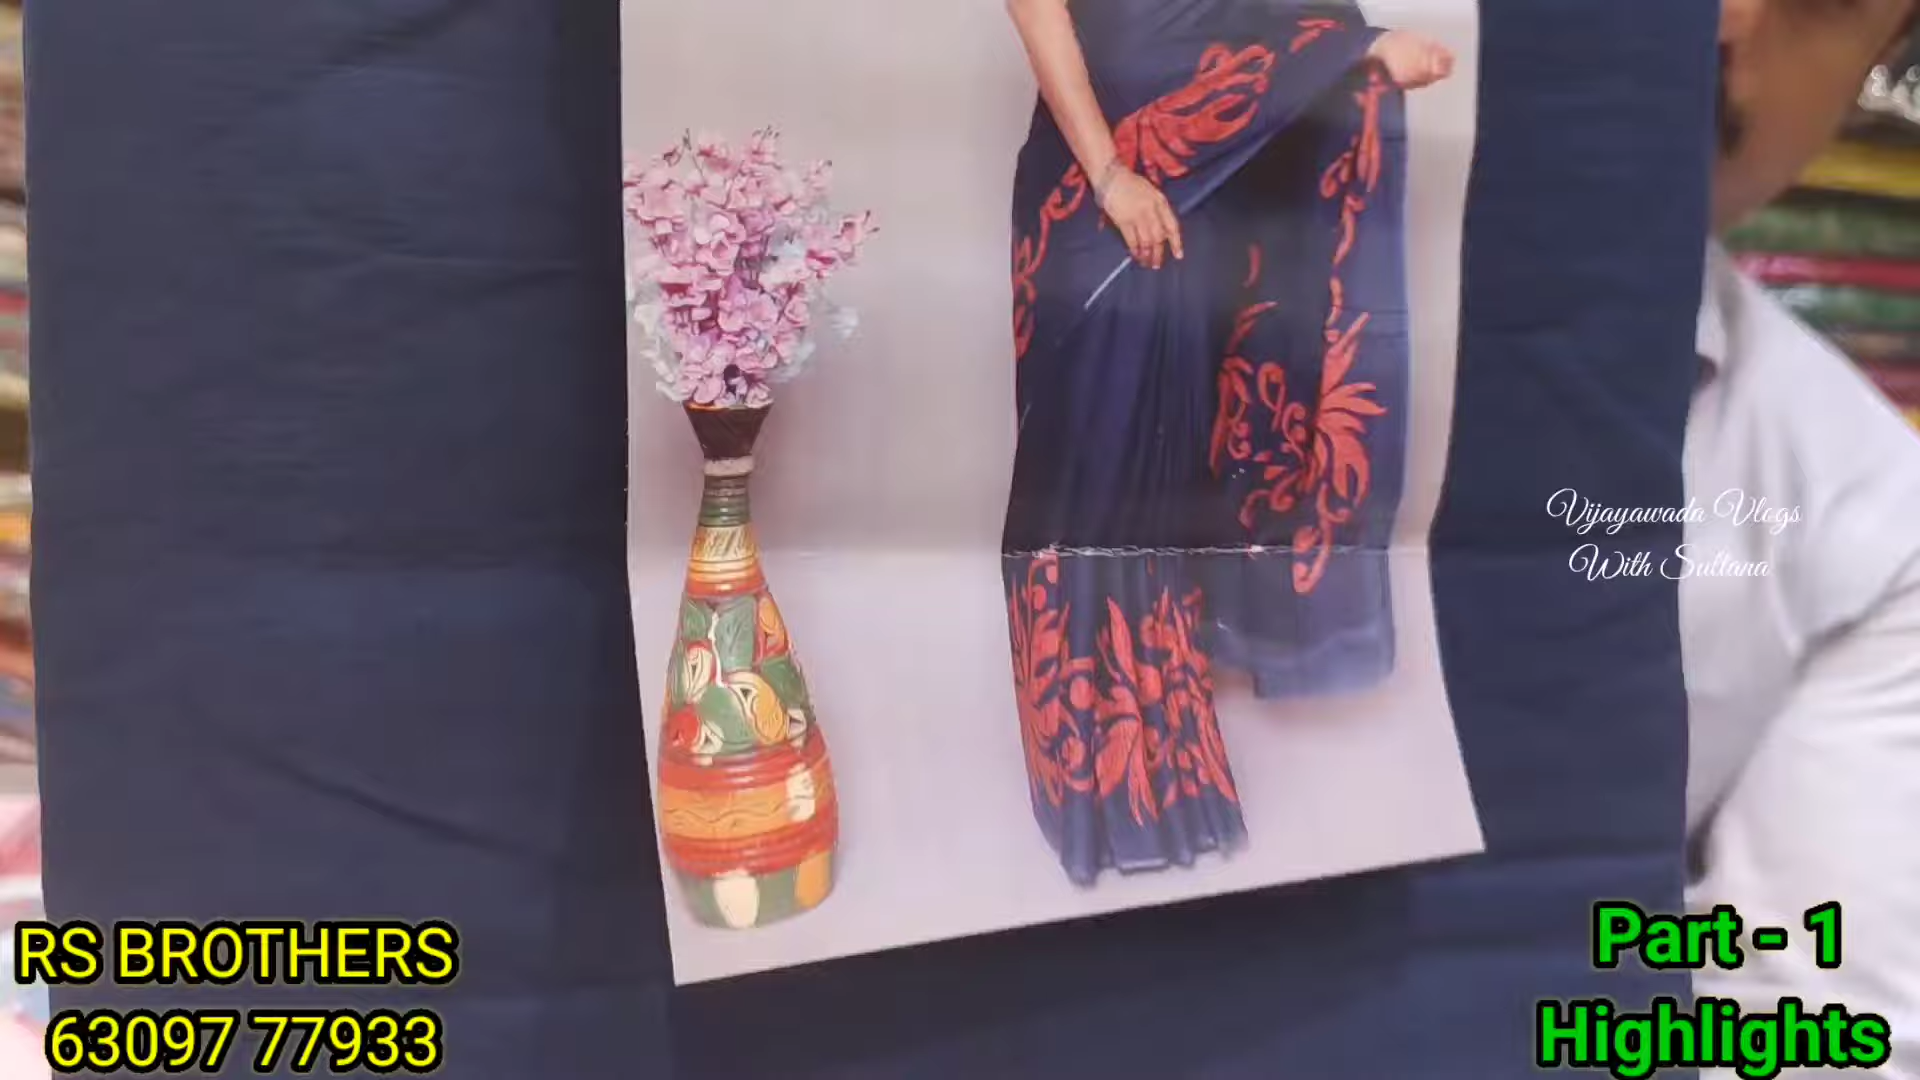 Vijayawada Vlogs
With Sultana
RS BROTHERS
63097 77933
Part - 1
Highlights